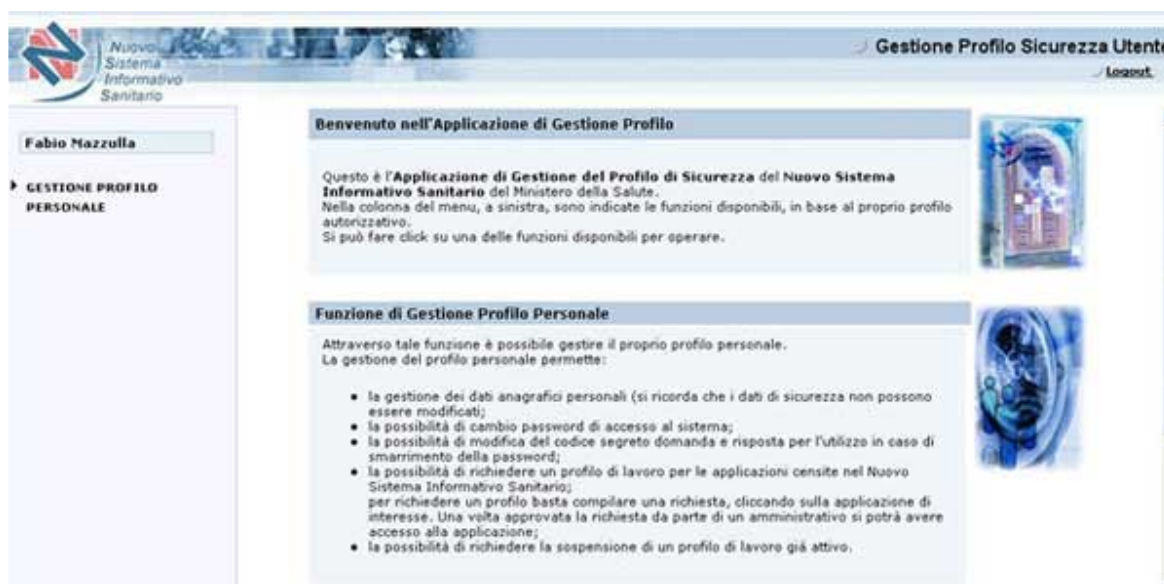 Nuovo
Sistema
Informativo
Sanitario
Gestione Profilo Sicurezza Utente
Logout
Fabio Mazzulla
GESTIONE PROFILO
PERSONALE
Benvenuto nell'Applicazione di Gestione Profilo
Questo è l'Applicazione di Gestione del Profilo di Sicurezza del Nuovo Sistema
Informativo Sanitario del Ministero della Salute.
Nella colonna del menu, a sinistra, sono indicate le funzioni disponibili, in base al proprio profilo
autorizzativo.
Si può fare click su una delle funzioni disponibili per operare.
Funzione di Gestione Profilo Personale
Attraverso tale funzione è possibile gestire il proprio profilo personale.
La gestione del profilo personale permette:
• la gestione dei dati anagrafici personali (si ricorda che i dati di sicurezza non possono
essere modificati;
• la possibilità di cambio password di accesso al sistema;
• la possibilità di modifica del codice segreto domanda e risposta per l'utilizzo in caso di
smarrimento della password;
• la possibilità di richiedere un profilo di lavoro per le applicazioni censite nel Nuovo
Sistema Informativo Sanitario;
per richiedere un profilo basta compilare una richiesta, cliccando sulla applicazione di
interesse. Una volta approvata la richiesta da parte di un amministrativo si potrà avere
accesso alla applicazione;
• la possibilità di richiedere la sospensione di un profilo di lavoro giá attivo.